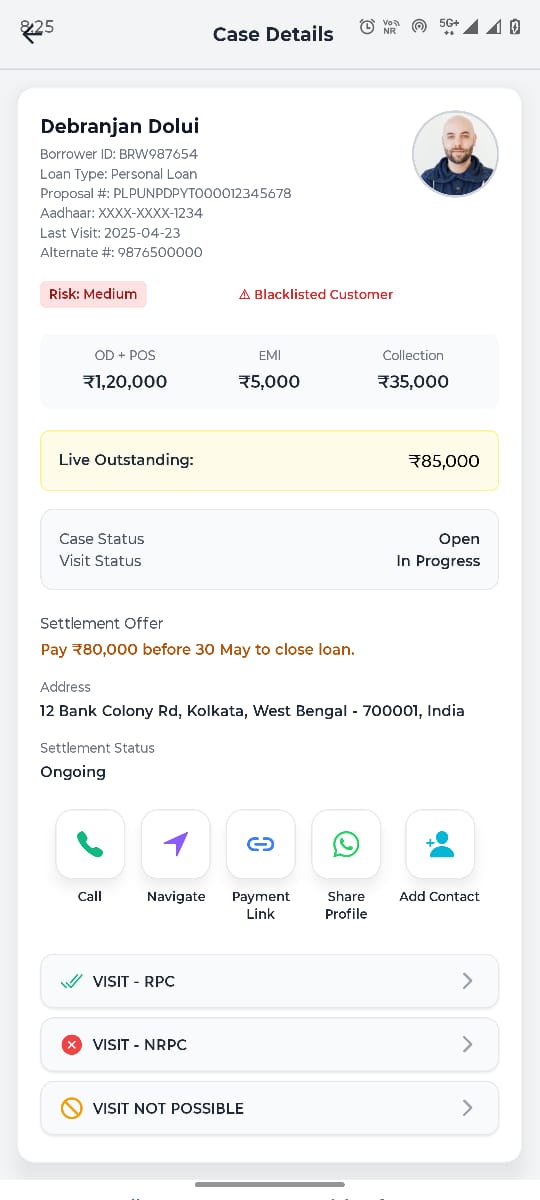 8:25
Case Details
Vo))
NR
5G+
Debranjan Dolui
Borrower ID: BRW987654
Loan Type: Personal Loan
Proposal #: PLPUNPDPYT000012345678
Aadhaar: XXXX-XXXX-1234
Last Visit: 2025-04-23
Alternate #: 9876500000
Risk: Medium
⚠ Blacklisted Customer
OD + POS EMI Collection
₹1,20,000 ₹5,000 ₹35,000
Live Outstanding: ₹85,000
Case Status Open
Visit Status In Progress
Settlement Offer
Pay ₹80,000 before 30 May to close loan.
Address
12 Bank Colony Rd, Kolkata, West Bengal - 700001, India
Settlement Status
Ongoing
Call Navigate Payment Share Add Contact
Link Profile
VISIT - RPC
VISIT - NRPC
VISIT NOT POSSIBLE